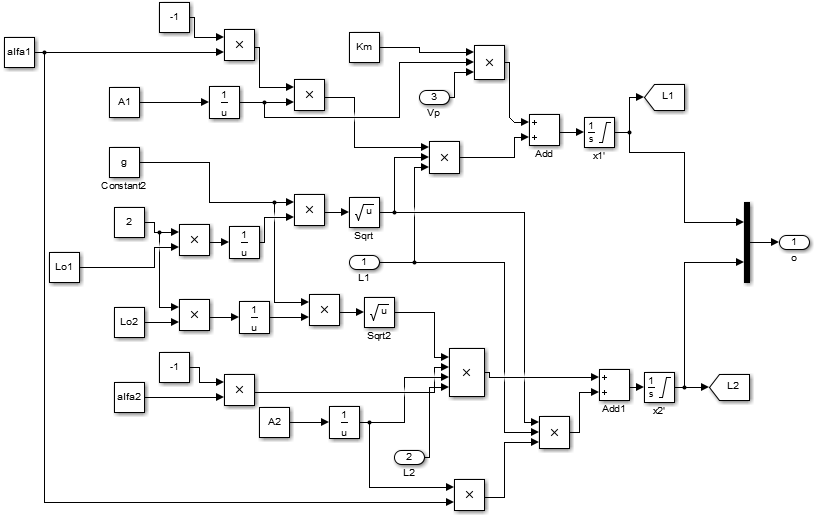 -1
alfa1
×
Km
×
L1
A1
1
u
×
3
Vp
+
+
Add
1
s
x1'
g
Constant2
×
×
√u
Sqrt
2
×
1
u
1
o
Lo1
1
L1
Lo2
×
1
u
×
√u
Sqrt2
-1
alfa2
×
×
+
+
Add1
1
s
x2'
L2
A2
1
u
×
2
L2
×